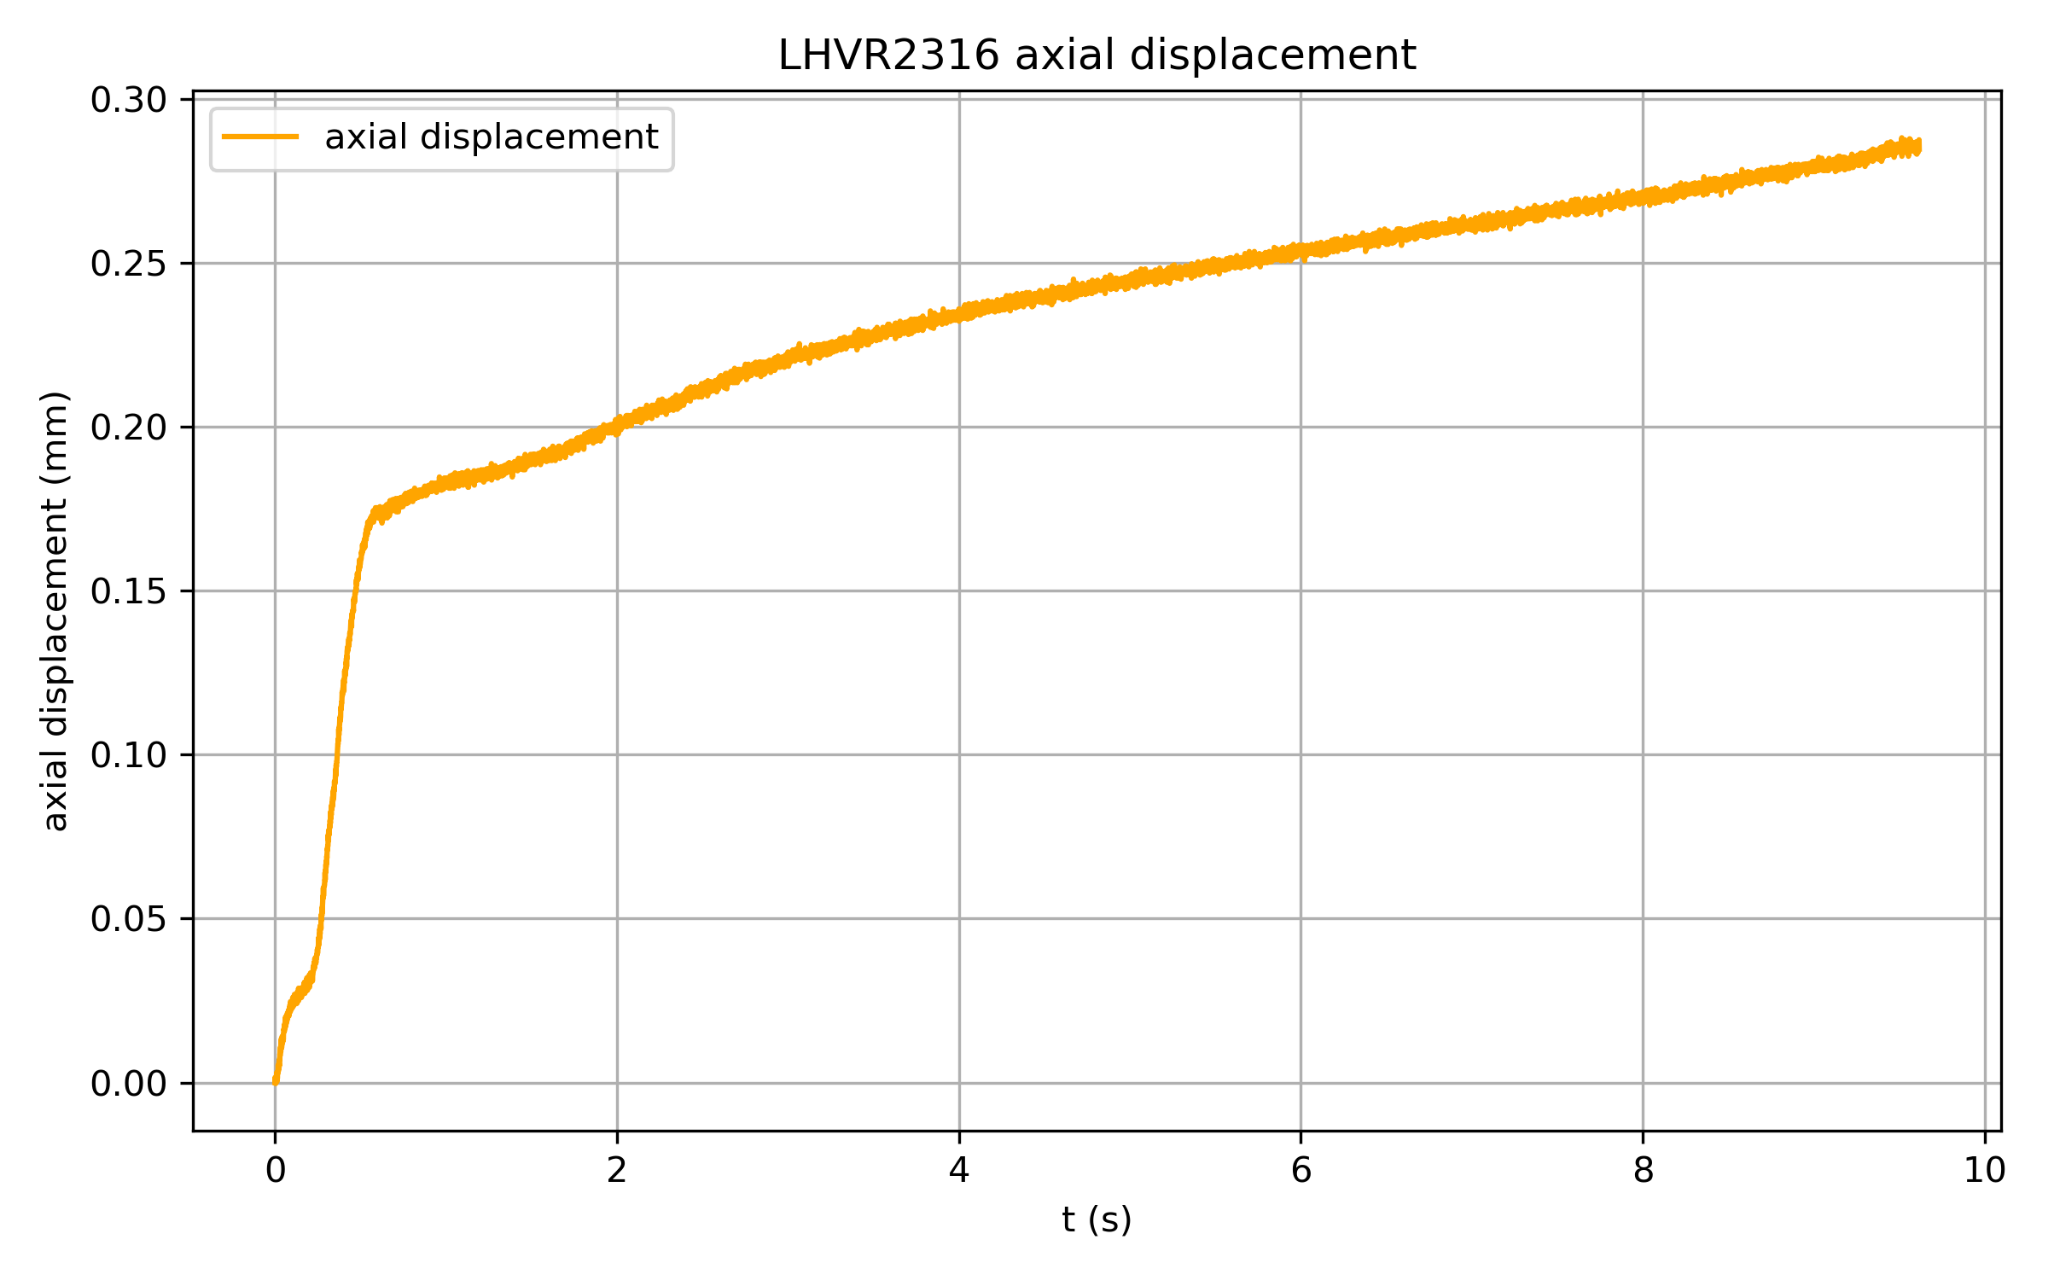 LHVR2316 axial displacement
axial displacement
0.30
0.25
0.20
0.15
0.10
0.05
0.00
axial displacement (mm)
0 2 4 6 8 10
t (s)